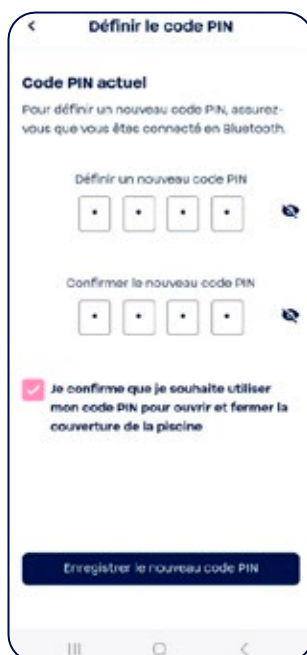 Définir le code PIN
Code PIN actuel
Pour définir un nouveau code PIN, assurez-
vous que vous êtes connecté en Bluetooth.
Définir un nouveau code PIN
Confirmer le nouveau code PIN
Je confirme que je souhaite utiliser
mon code PIN pour ouvrir et fermer la
couverture de la piscine
Enregistrer le nouveau code PIN